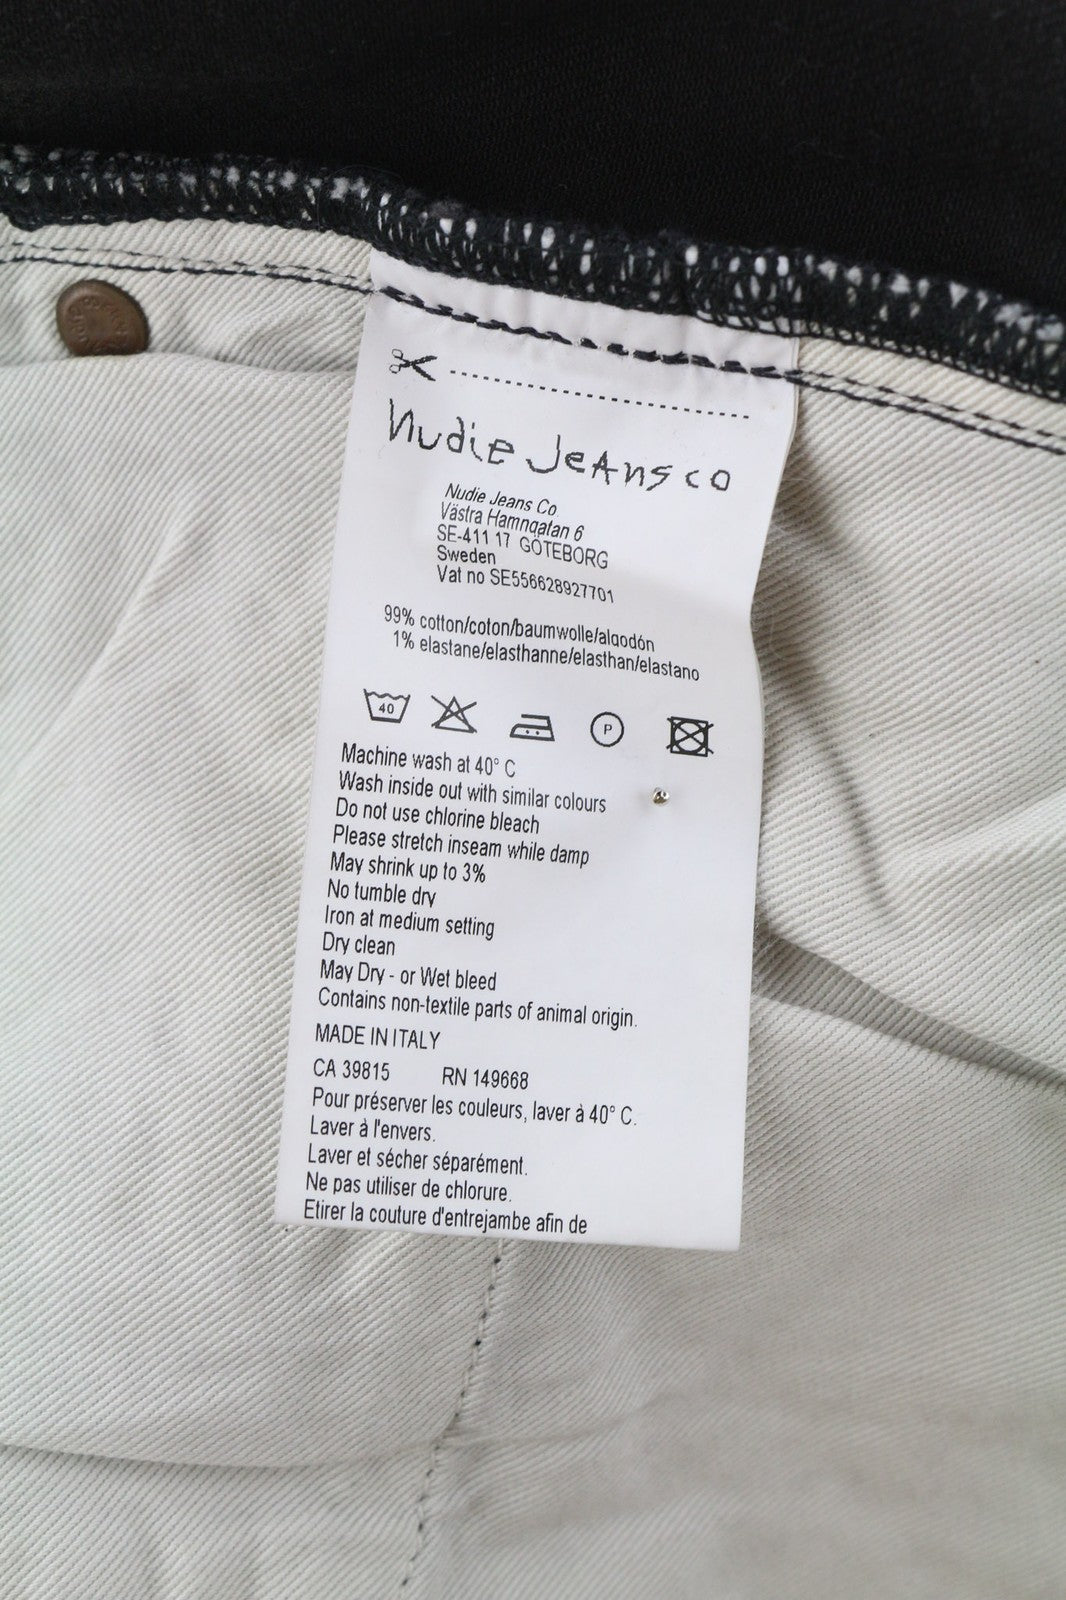 Nudie Jeans co
Nudie Jeans Co
Västra Hamngatan 6
SE-411 17 GÖTEBORG
Sweden
Vat no SE556628927701
99% cotton/coton/baumwolle/algodón
1% elastane/elasthanne/elasthan/elastano
40 P
Machine wash at 40° C
Wash inside out with similar colours
Do not use chlorine bleach
Please stretch inseam while damp
May shrink up to 3%
No tumble dry
Iron at medium setting
Dry clean
May Dry - or Wet bleed
Contains non-textile parts of animal origin.
MADE IN ITALY
CA 39815 RN 149668
Pour préserver les couleurs, laver à 40° C.
Laver à l'envers.
Laver et sécher séparément.
Ne pas utiliser de chlorure.
Etirer la couture d'entrejambe afin de